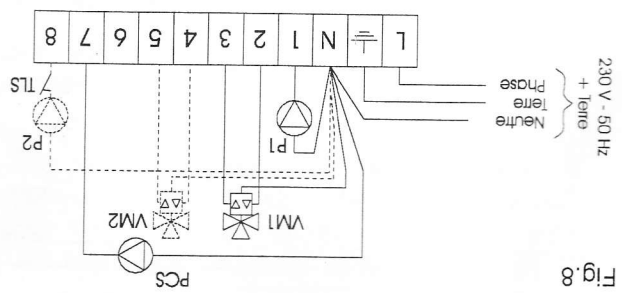 Fig.8
PCS
VM1
VM2
P1
P2
TLS
230 V - 50 Hz
+ Terre
Neutre
Terre
Phase
8 7 6 5 4 3 2 1 N L